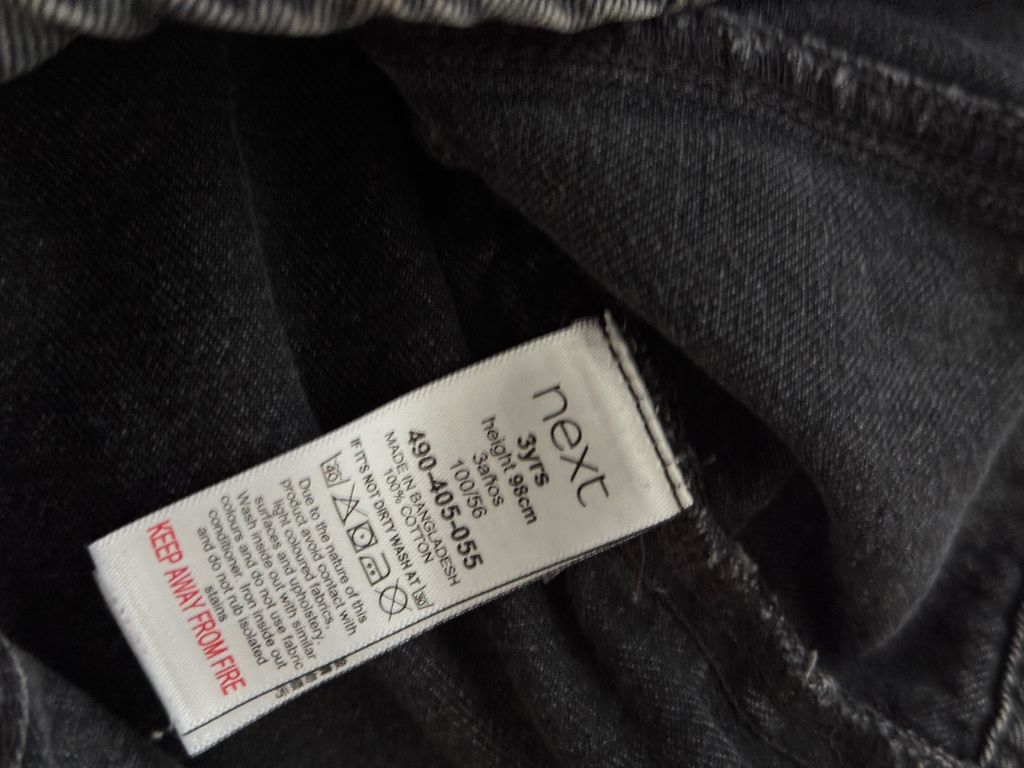 next
3yrs
height 98cm
3años
100/56
490-405-055
MADE IN BANGLADESH
100% COTTON
IF IT'S NOT DIRTY WASH AT 30
40
Due to the nature of this
product avoid contact with
light coloured fabrics,
surfaces and upholstery.
Wash inside out with similar
colours and do not use fabric
conditioner. Iron inside out
and do not rub isolated
stains
KEEP AWAY FROM FIRE